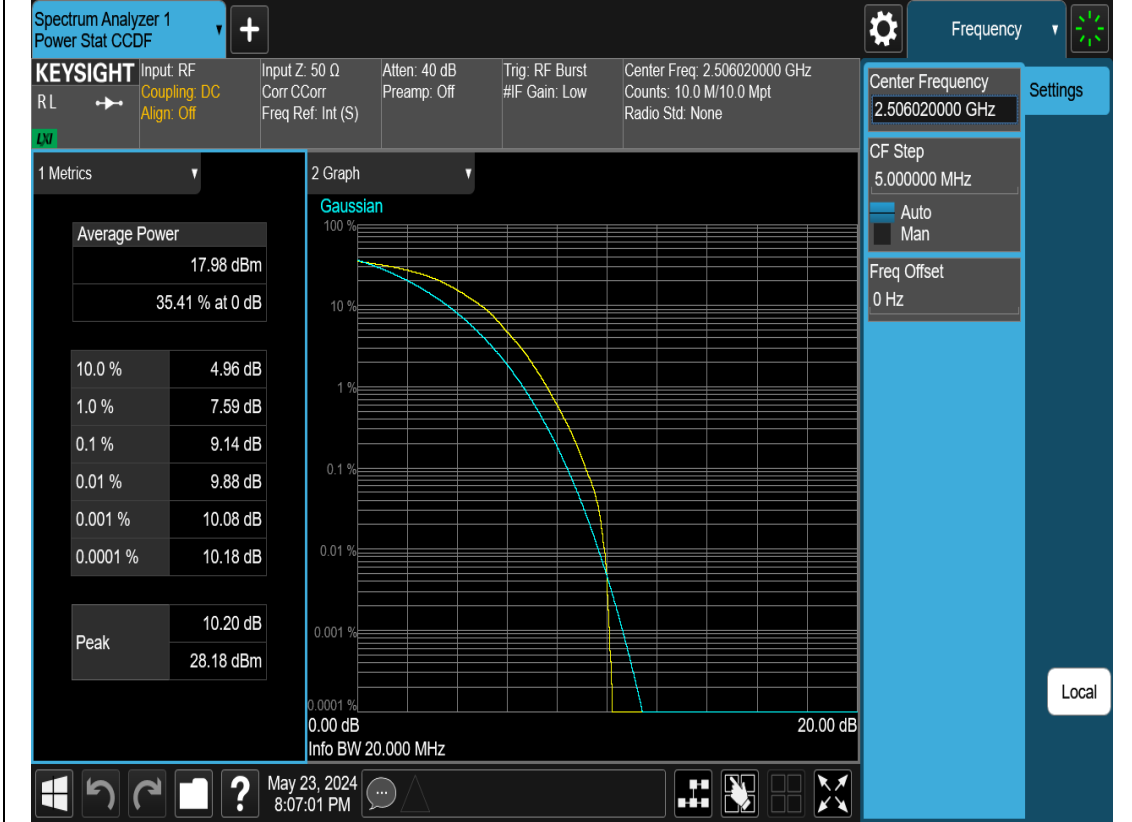 Spectrum Analyzer 1
Power Stat CCDF
+
Frequency
KEYSIGHT
RL
LXI
Input: RF
Coupling: DC
Align: Off
Input Z: 50 Ω
Corr CCorr
Freq Ref: Int (S)
Atten: 40 dB
Preamp: Off
Trig: RF Burst
#IF Gain: Low
Center Freq: 2.506020000 GHz
Counts: 10.0 M/10.0 Mpt
Radio Std: None
Center Frequency
2.506020000 GHz
Settings
CF Step
5.000000 MHz
Auto
Man
Freq Offset
0 Hz
1 Metrics
Average Power
17.98 dBm
35.41 % at 0 dB
10.0 % 4.96 dB
1.0 % 7.59 dB
0.1 % 9.14 dB
0.01 % 9.88 dB
0.001 % 10.08 dB
0.0001 % 10.18 dB
Peak
10.20 dB
28.18 dBm
2 Graph
Gaussian
100 %
10 %
1 %
0.1 %
0.01 %
0.001 %
0.0001 %
0.00 dB 20.00 dB
Info BW 20.000 MHz
Local
?
May 23, 2024
8:07:01 PM